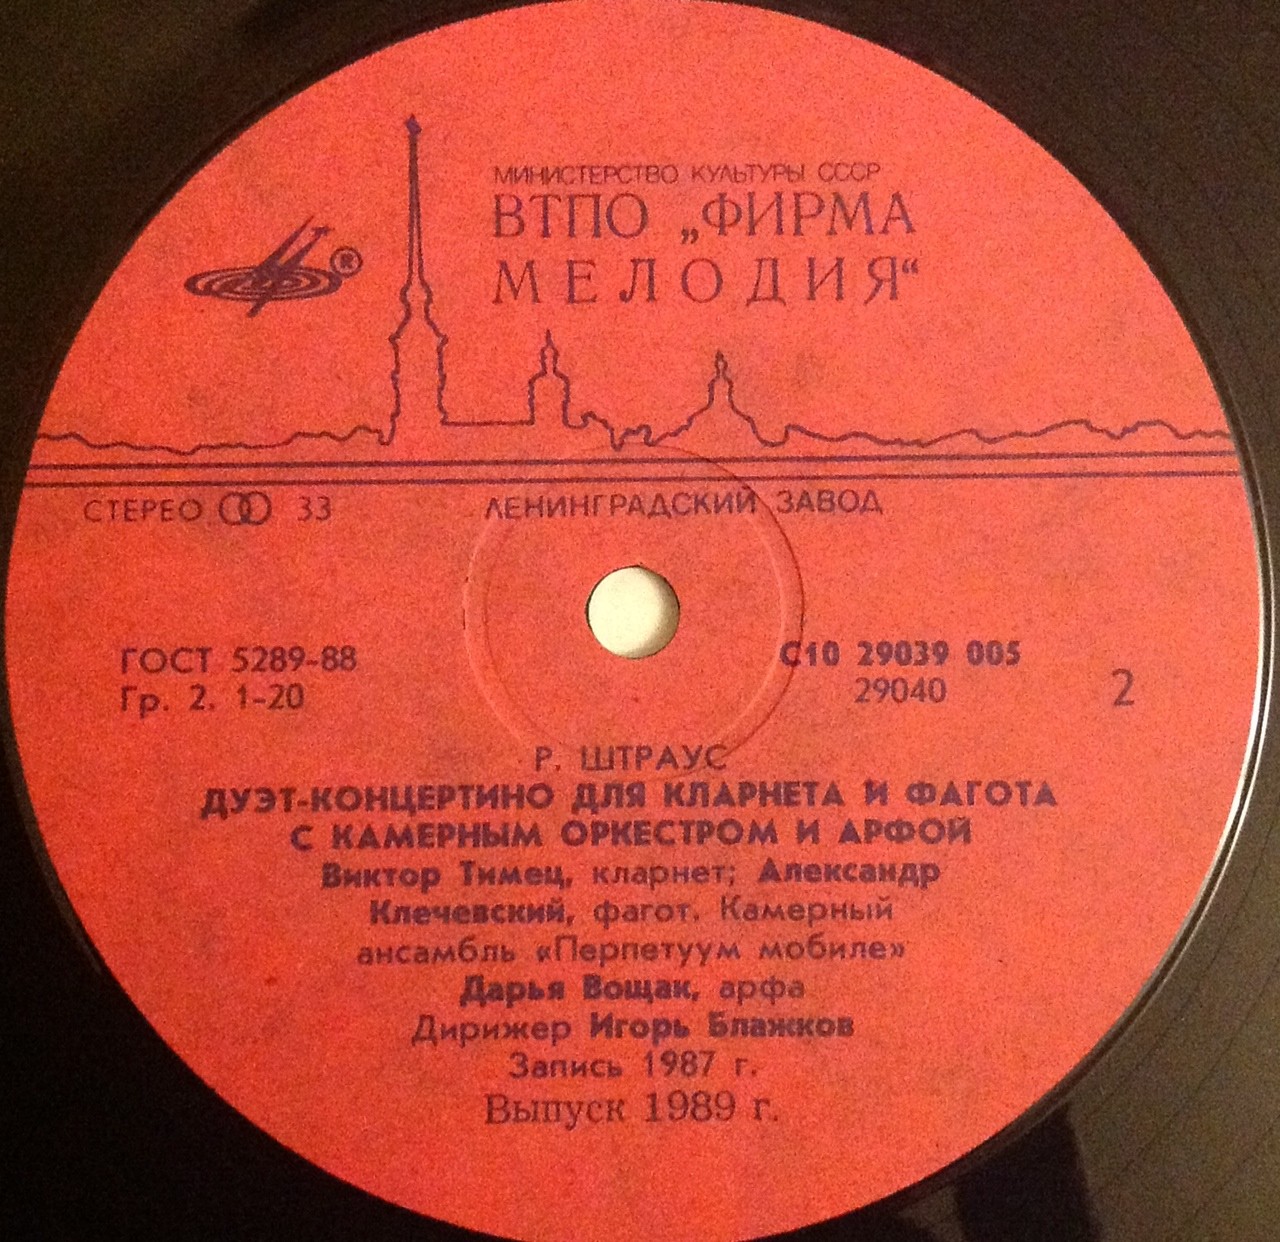 МИНИСТЕРСТВО КУЛЬТУРЫ СССР
ВТПО „ФИРМА
МЕЛОДИЯ“
®
СТЕРЕО 33
ЛЕНИНГРАДСКИЙ ЗАВОД
ГОСТ 5289-88
Гр. 2. 1-20
С10 29039 005
29040
2
Р. ШТРАУС
ДУЭТ-КОНЦЕРТИНО ДЛЯ КЛАРНЕТА И ФАГОТА
С КАМЕРНЫМ ОРКЕСТРОМ И АРФОЙ
Виктор Тимец, кларнет; Александр
Клечевский, фагот. Камерный
ансамбль «Перпетуум мобиле»
Дарья Вощак, арфа
Дирижер Игорь Блажков
Запись 1987 г.
Выпуск 1989 г.